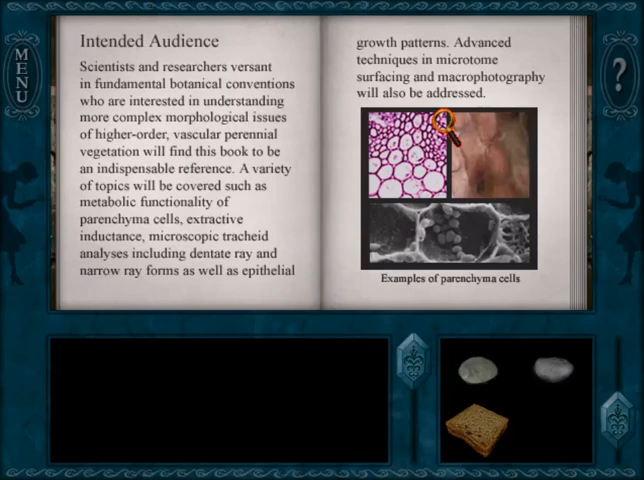 MENU
?
Intended Audience
Scientists and researchers versant
in fundamental botanical conventions
who are interested in understanding
more complex morphological issues
of higher-order, vascular perennial
vegetation will find this book to be
an indispensable reference. A variety
of topics will be covered such as
metabolic functionality of
parenchyma cells, extractive
inductance, microscopic tracheid
analyses including dentate ray and
narrow ray forms as well as epithelial
growth patterns. Advanced
techniques in microtome
surfacing and macrophotography
will also be addressed.
Examples of parenchyma cells